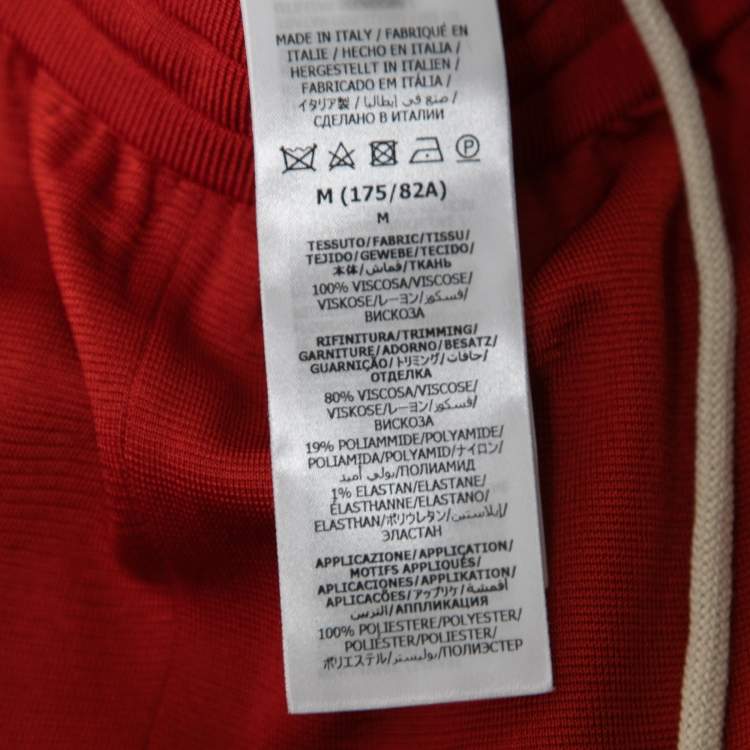 MADE IN ITALY / FABRIQUÉ EN
ITALIE / HECHO EN ITALIA /
HERGESTELLT IN ITALIEN /
FABRICADO EM ITÁLIA /
イタリア製 / صنع في إيطاليا /
СДЕЛАНО В ИТАЛИИ
P
M (175/82A)
M
TESSUTO/FABRIC/TISSU/
TEJIDO/GEWEBE/TECIDO/
本体/قماش/ТКАНЬ
100% VISCOSA/VISCOSE/
VISKOSE/レーヨン/فسكوز/
ВИСКОЗА
RIFINITURA/TRIMMING/
GARNITURE/ADORNO/BESATZ/
GUARNIÇÃO/トリミング/حافات/
ОТДЕЛКА
80% VISCOSA/VISCOSE/
VISKOSE/レーヨン/فسكوز/
ВИСКОЗА
19% POLIAMMIDE/POLYAMIDE/
POLIAMIDA/POLYAMID/ナイロン/
بولي أميد/ПОЛИАМИД
1% ELASTAN/ELASTANE/
ÉLASTHANNE/ELASTANO/
ELASTHAN/ポリウレタン/إيلاستين/
ЭЛАСТАН
APPLICAZIONE/APPLICATION/
MOTIFS APPLIQUÉS/
APLICACIONES/APPLIKATION/
APLICAÇÕES/アップリケ/أقمشة
التزيين/АППЛИКАЦИЯ
100% POLIESTERE/POLYESTER/
POLIÉSTER/POLIÉSTER/
ポリエステル/بوليستر/ПОЛИЭСТЕР